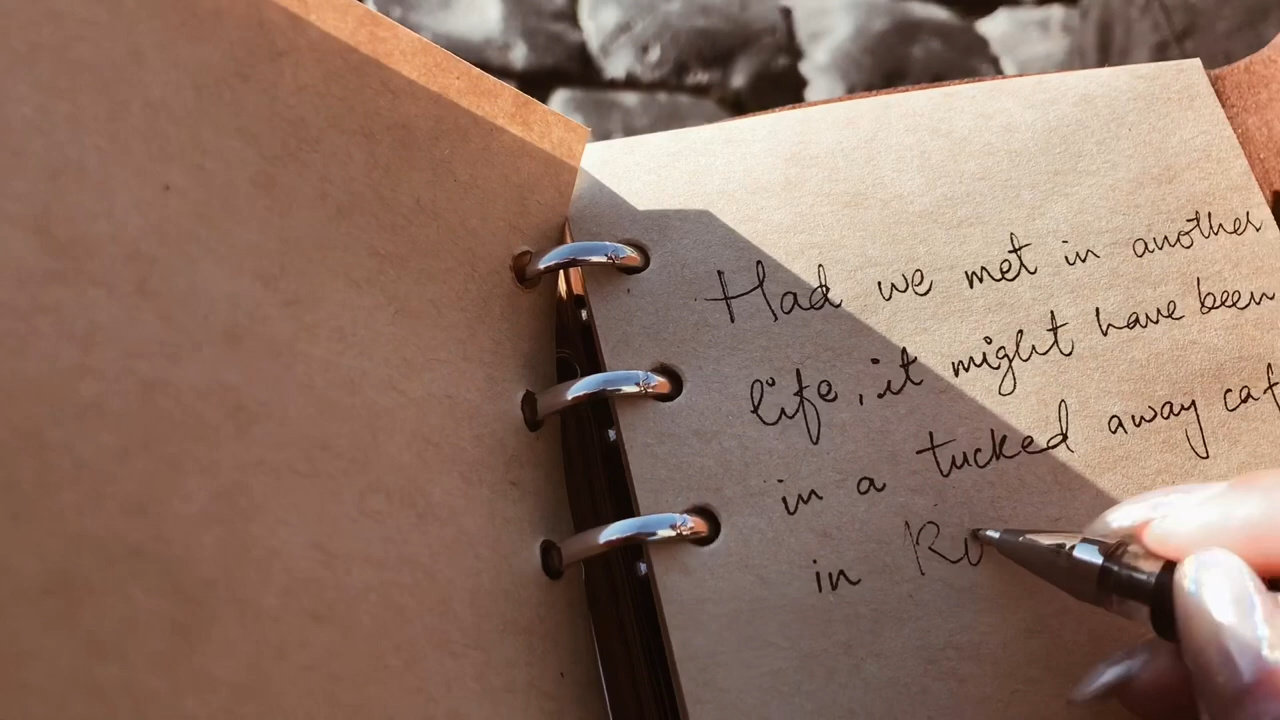 Had we met in another
life, it might have been
in a tucked away caf
in Ro